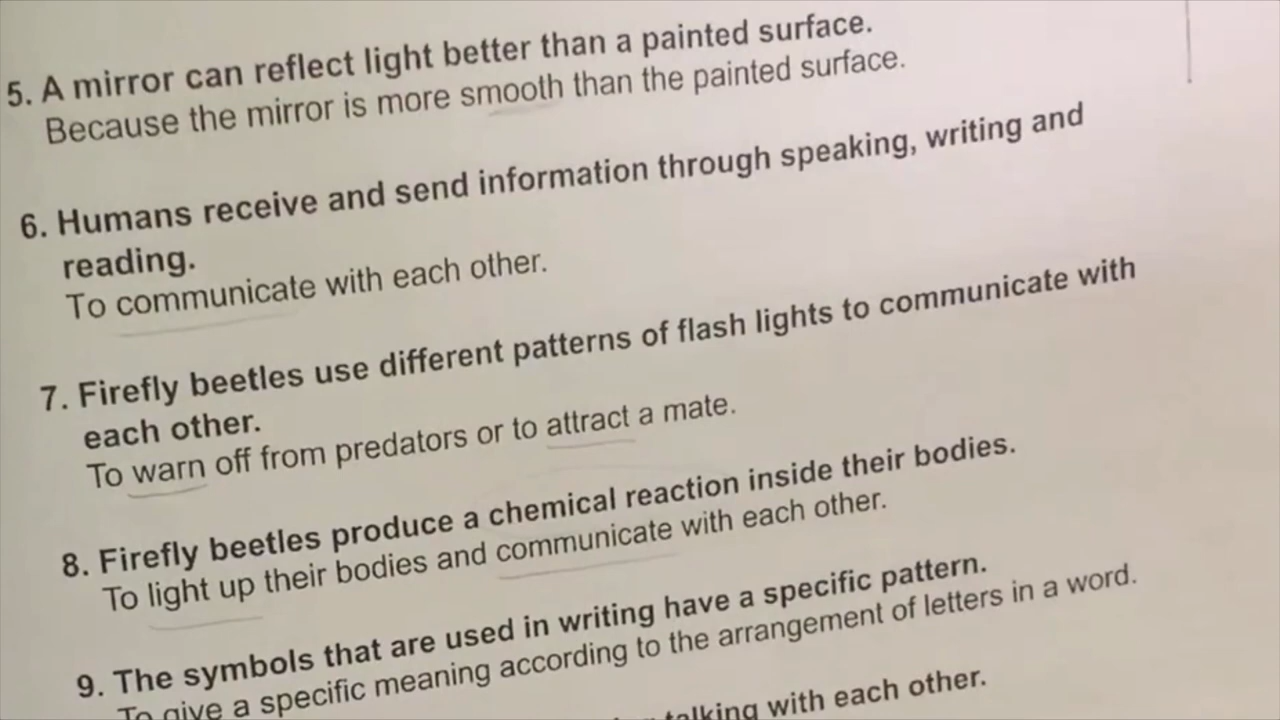 5. A mirror can reflect light better than a painted surface.
Because the mirror is more smooth than the painted surface.
6. Humans receive and send information through speaking, writing and
reading.
To communicate with each other.
7. Firefly beetles use different patterns of flash lights to communicate with
each other.
To warn off from predators or to attract a mate.
8. Firefly beetles produce a chemical reaction inside their bodies.
To light up their bodies and communicate with each other.
9. The symbols that are used in writing have a specific pattern.
To give a specific meaning according to the arrangement of letters in a word.
talking with each other.